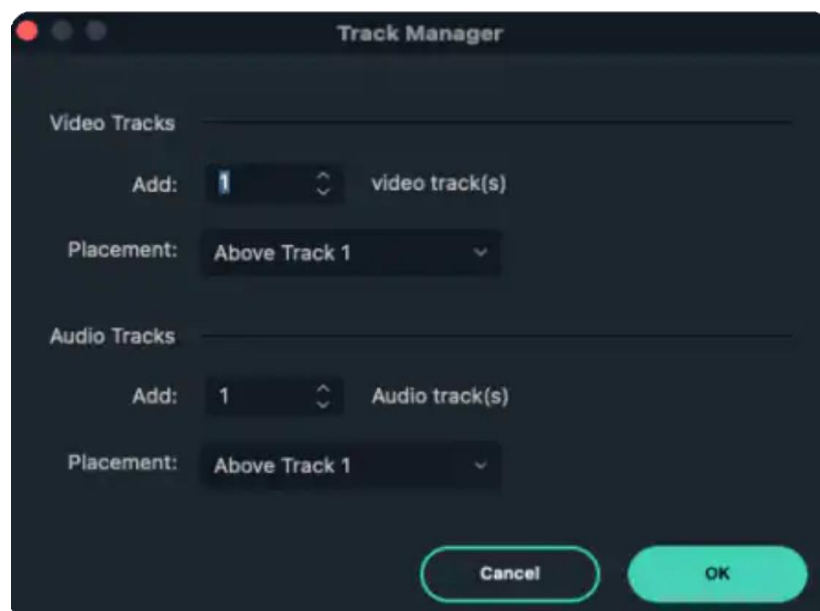 Track Manager
Video Tracks
Add: 1 video track(s)
Placement: Above Track 1
Audio Tracks
Add: 1 Audio track(s)
Placement: Above Track 1
Cancel OK